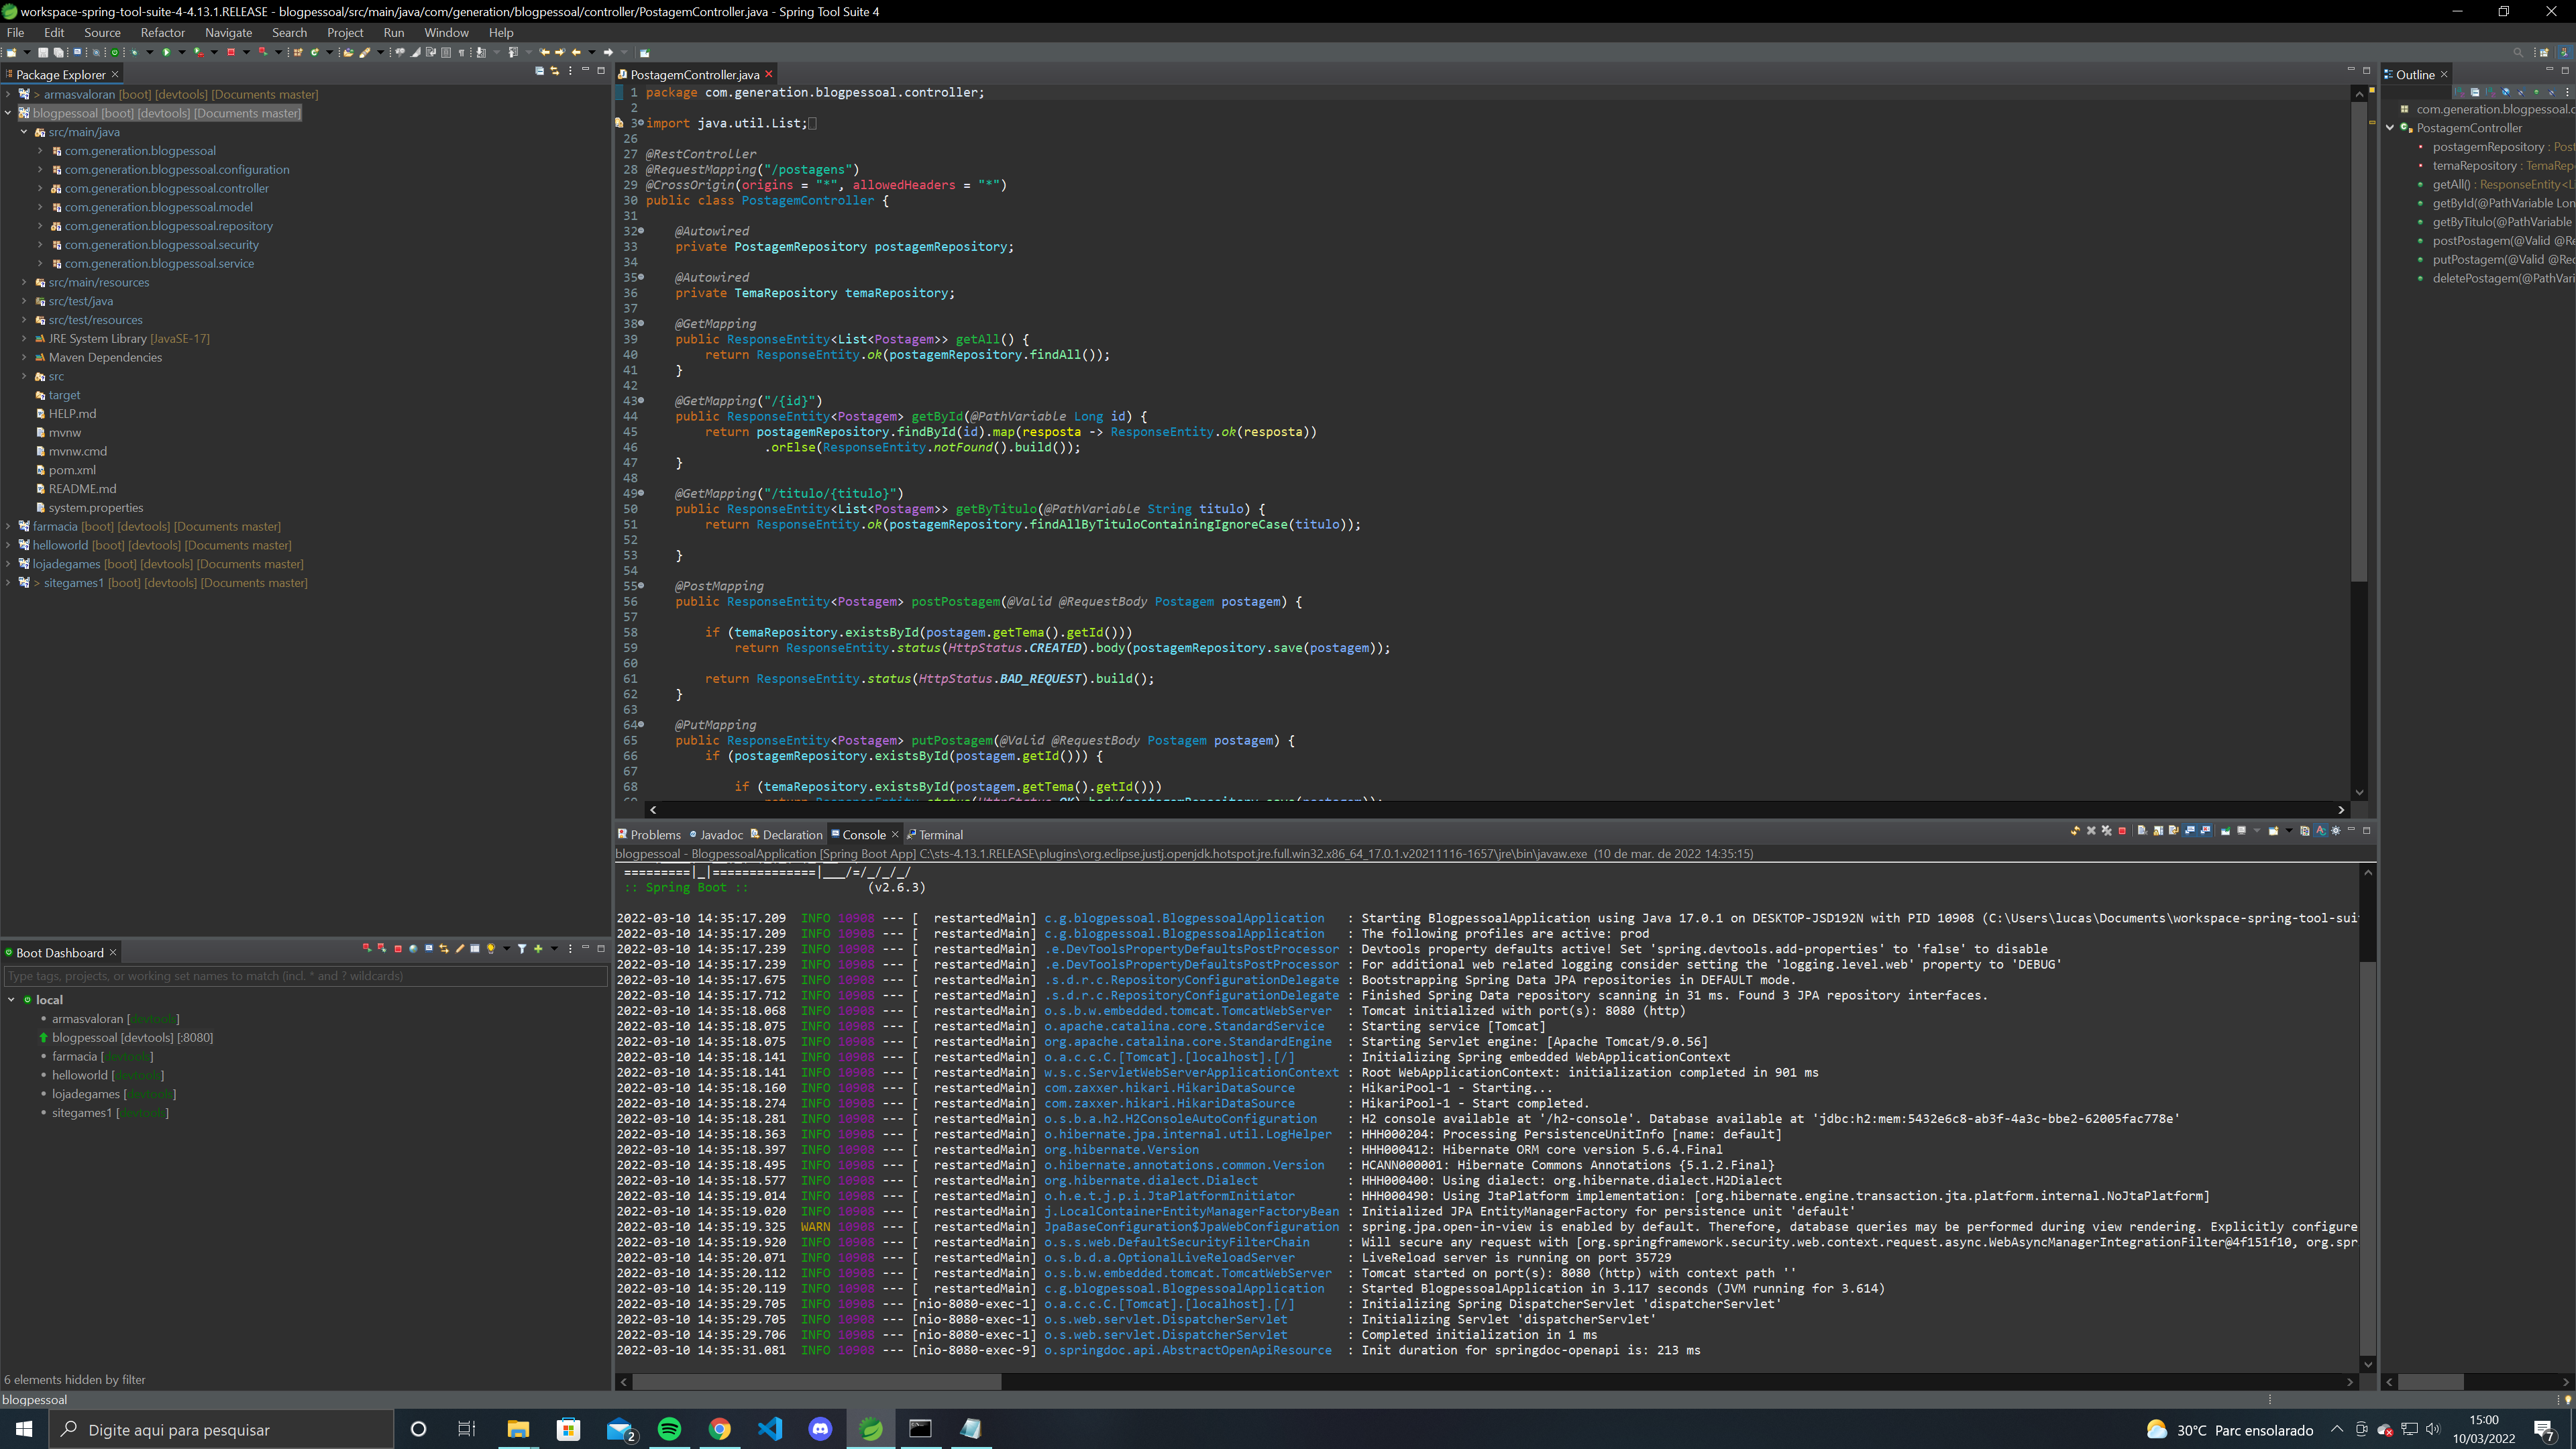 workspace-spring-tool-suite-4-4.13.1.RELEASE - blogpessoal/src/main/java/com/generation/blogpessoal/controller/PostagemController.java - Spring Tool Suite 4
File Edit Source Refactor Navigate Search Project Run Window Help
Package Explorer
> armasvaloran [boot] [devtools] [Documents master]
blogpessoal [boot] [devtools] [Documents master]
src/main/java
com.generation.blogpessoal
com.generation.blogpessoal.configuration
com.generation.blogpessoal.controller
com.generation.blogpessoal.model
com.generation.blogpessoal.repository
com.generation.blogpessoal.security
com.generation.blogpessoal.service
src/main/resources
src/test/java
src/test/resources
JRE System Library [JavaSE-17]
Maven Dependencies
src
target
HELP.md
mvnw
mvnw.cmd
pom.xml
README.md
system.properties
farmacia [boot] [devtools] [Documents master]
helloworld [boot] [devtools] [Documents master]
lojadegames [boot] [devtools] [Documents master]
> sitegames1 [boot] [devtools] [Documents master]
PostagemController.java
1 package com.generation.blogpessoal.controller;
2
3 import java.util.List;
26
27 @RestController
28 @RequestMapping("/postagens")
29 @CrossOrigin(origins = "*", allowedHeaders = "*")
30 public class PostagemController {
31
32 @Autowired
33 private PostagemRepository postagemRepository;
34
35 @Autowired
36 private TemaRepository temaRepository;
37
38 @GetMapping
39 public ResponseEntity<List<Postagem>> getAll() {
40 return ResponseEntity.ok(postagemRepository.findAll());
41 }
42
43 @GetMapping("/{id}")
44 public ResponseEntity<Postagem> getById(@PathVariable Long id) {
45 return postagemRepository.findById(id).map(resposta -> ResponseEntity.ok(resposta))
46 .orElse(ResponseEntity.notFound().build());
47 }
48
49 @GetMapping("/titulo/{titulo}")
50 public ResponseEntity<List<Postagem>> getByTitulo(@PathVariable String titulo) {
51 return ResponseEntity.ok(postagemRepository.findAllByTituloContainingIgnoreCase(titulo));
52
53 }
54
55 @PostMapping
56 public ResponseEntity<Postagem> postPostagem(@Valid @RequestBody Postagem postagem) {
57
58 if (temaRepository.existsById(postagem.getTema().getId()))
59 return ResponseEntity.status(HttpStatus.CREATED).body(postagemRepository.save(postagem));
60
61 return ResponseEntity.status(HttpStatus.BAD_REQUEST).build();
62 }
63
64 @PutMapping
65 public ResponseEntity<Postagem> putPostagem(@Valid @RequestBody Postagem postagem) {
66 if (postagemRepository.existsById(postagem.getId())) {
67
68 if (temaRepository.existsById(postagem.getTema().getId()))
69 return ResponseEntity.status(HttpStatus.OK).body(postagemRepository.save(postagem));
Outline
com.generation.blogpessoal.c
PostagemController
postagemRepository : Post
temaRepository : TemaRep
getAll() : ResponseEntity<Li
getById(@PathVariable Lon
getByTitulo(@PathVariable
postPostagem(@Valid @Re
putPostagem(@Valid @Rec
deletePostagem(@PathVari
Problems Javadoc Declaration Console Terminal
blogpessoal - BlogpessoalApplication [Spring Boot App] C:\sts-4.13.1.RELEASE\plugins\org.eclipse.justj.openjdk.hotspot.jre.full.win32.x86_64_17.0.1.v20211116-1657\jre\bin\javaw.exe (10 de mar. de 2022 14:35:15)
=========|_|==============|___/=/_/_/_/
:: Spring Boot :: (v2.6.3)
2022-03-10 14:35:17.209 INFO 10908 --- [ restartedMain] c.g.blogpessoal.BlogpessoalApplication : Starting BlogpessoalApplication using Java 17.0.1 on DESKTOP-JSD192N with PID 10908 (C:\Users\lucas\Documents\workspace-spring-tool-sui
2022-03-10 14:35:17.209 INFO 10908 --- [ restartedMain] c.g.blogpessoal.BlogpessoalApplication : The following profiles are active: prod
2022-03-10 14:35:17.239 INFO 10908 --- [ restartedMain] .e.DevToolsPropertyDefaultsPostProcessor : Devtools property defaults active! Set 'spring.devtools.add-properties' to 'false' to disable
2022-03-10 14:35:17.239 INFO 10908 --- [ restartedMain] .e.DevToolsPropertyDefaultsPostProcessor : For additional web related logging consider setting the 'logging.level.web' property to 'DEBUG'
2022-03-10 14:35:17.675 INFO 10908 --- [ restartedMain] .s.d.r.c.RepositoryConfigurationDelegate : Bootstrapping Spring Data JPA repositories in DEFAULT mode.
2022-03-10 14:35:17.712 INFO 10908 --- [ restartedMain] .s.d.r.c.RepositoryConfigurationDelegate : Finished Spring Data repository scanning in 31 ms. Found 3 JPA repository interfaces.
2022-03-10 14:35:18.068 INFO 10908 --- [ restartedMain] o.s.b.w.embedded.tomcat.TomcatWebServer : Tomcat initialized with port(s): 8080 (http)
2022-03-10 14:35:18.075 INFO 10908 --- [ restartedMain] o.apache.catalina.core.StandardService : Starting service [Tomcat]
2022-03-10 14:35:18.075 INFO 10908 --- [ restartedMain] org.apache.catalina.core.StandardEngine : Starting Servlet engine: [Apache Tomcat/9.0.56]
2022-03-10 14:35:18.141 INFO 10908 --- [ restartedMain] o.a.c.c.C.[Tomcat].[localhost].[/] : Initializing Spring embedded WebApplicationContext
2022-03-10 14:35:18.141 INFO 10908 --- [ restartedMain] w.s.c.ServletWebServerApplicationContext : Root WebApplicationContext: initialization completed in 901 ms
2022-03-10 14:35:18.160 INFO 10908 --- [ restartedMain] com.zaxxer.hikari.HikariDataSource : HikariPool-1 - Starting...
2022-03-10 14:35:18.274 INFO 10908 --- [ restartedMain] com.zaxxer.hikari.HikariDataSource : HikariPool-1 - Start completed.
2022-03-10 14:35:18.281 INFO 10908 --- [ restartedMain] o.s.b.a.h2.H2ConsoleAutoConfiguration : H2 console available at '/h2-console'. Database available at 'jdbc:h2:mem:5432e6c8-ab3f-4a3c-bbe2-62005fac778e'
2022-03-10 14:35:18.363 INFO 10908 --- [ restartedMain] o.hibernate.jpa.internal.util.LogHelper : HHH000204: Processing PersistenceUnitInfo [name: default]
2022-03-10 14:35:18.397 INFO 10908 --- [ restartedMain] org.hibernate.Version : HHH000412: Hibernate ORM core version 5.6.4.Final
2022-03-10 14:35:18.495 INFO 10908 --- [ restartedMain] o.hibernate.annotations.common.Version : HCANN000001: Hibernate Commons Annotations {5.1.2.Final}
2022-03-10 14:35:18.577 INFO 10908 --- [ restartedMain] org.hibernate.dialect.Dialect : HHH000400: Using dialect: org.hibernate.dialect.H2Dialect
2022-03-10 14:35:19.014 INFO 10908 --- [ restartedMain] o.h.e.t.j.p.i.JtaPlatformInitiator : HHH000490: Using JtaPlatform implementation: [org.hibernate.engine.transaction.jta.platform.internal.NoJtaPlatform]
2022-03-10 14:35:19.020 INFO 10908 --- [ restartedMain] j.LocalContainerEntityManagerFactoryBean : Initialized JPA EntityManagerFactory for persistence unit 'default'
2022-03-10 14:35:19.325 WARN 10908 --- [ restartedMain] JpaBaseConfiguration$JpaWebConfiguration : spring.jpa.open-in-view is enabled by default. Therefore, database queries may be performed during view rendering. Explicitly configure
2022-03-10 14:35:19.920 INFO 10908 --- [ restartedMain] o.s.s.web.DefaultSecurityFilterChain : Will secure any request with [org.springframework.security.web.context.request.async.WebAsyncManagerIntegrationFilter@4f151f10, org.spr
2022-03-10 14:35:20.071 INFO 10908 --- [ restartedMain] o.s.b.d.a.OptionalLiveReloadServer : LiveReload server is running on port 35729
2022-03-10 14:35:20.112 INFO 10908 --- [ restartedMain] o.s.b.w.embedded.tomcat.TomcatWebServer : Tomcat started on port(s): 8080 (http) with context path ''
2022-03-10 14:35:20.119 INFO 10908 --- [ restartedMain] c.g.blogpessoal.BlogpessoalApplication : Started BlogpessoalApplication in 3.117 seconds (JVM running for 3.614)
2022-03-10 14:35:29.705 INFO 10908 --- [nio-8080-exec-1] o.a.c.c.C.[Tomcat].[localhost].[/] : Initializing Spring DispatcherServlet 'dispatcherServlet'
2022-03-10 14:35:29.705 INFO 10908 --- [nio-8080-exec-1] o.s.web.servlet.DispatcherServlet : Initializing Servlet 'dispatcherServlet'
2022-03-10 14:35:29.706 INFO 10908 --- [nio-8080-exec-1] o.s.web.servlet.DispatcherServlet : Completed initialization in 1 ms
2022-03-10 14:35:31.081 INFO 10908 --- [nio-8080-exec-9] o.springdoc.api.AbstractOpenApiResource : Init duration for springdoc-openapi is: 213 ms
Boot Dashboard
Type tags, projects, or working set names to match (incl. * and ? wildcards)
local
armasvaloran [devtools]
blogpessoal [devtools] [:8080]
farmacia [devtools]
helloworld [devtools]
lojadegames [devtools]
sitegames1 [devtools]
6 elements hidden by filter
blogpessoal
Digite aqui para pesquisar
2
30°C Parc ensolarado
15:00
10/03/2022
7